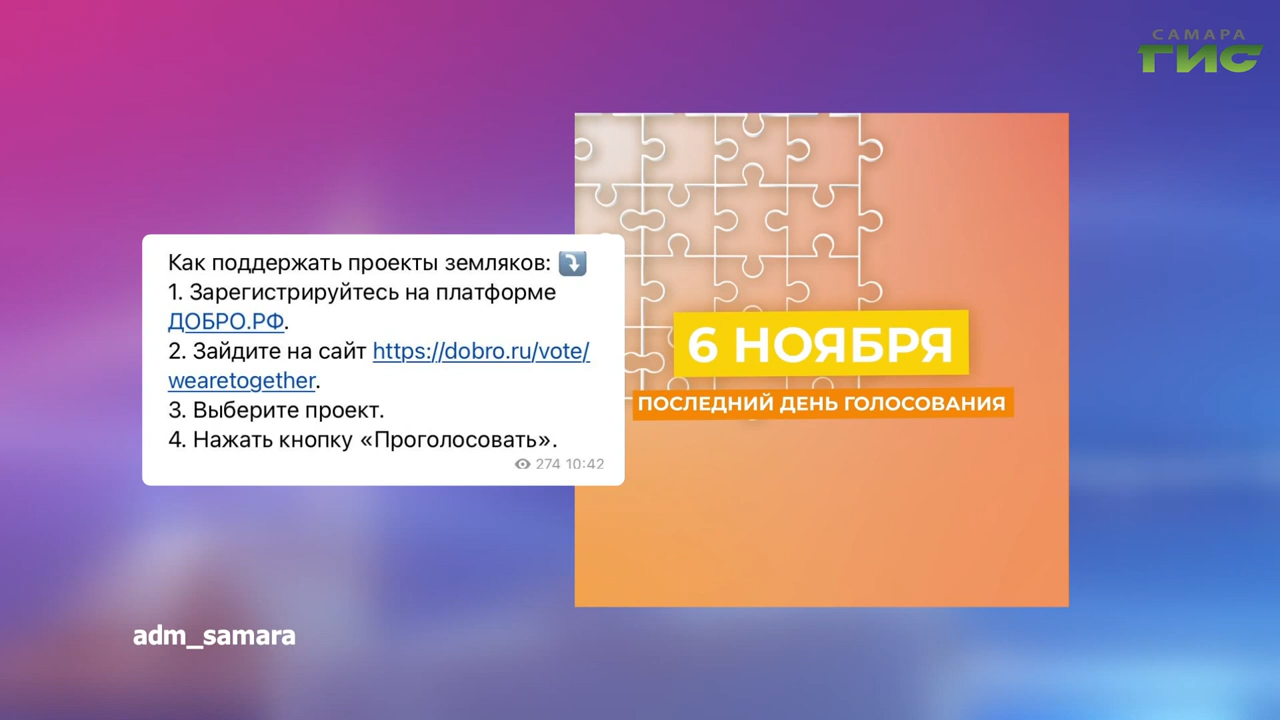 САМАРА
ГИС
Как поддержать проекты земляков:
1. Зарегистрируйтесь на платформе
ДОБРО.РФ.
2. Зайдите на сайт https://dobro.ru/vote/
wearetogether.
3. Выберите проект.
4. Нажать кнопку «Проголосовать».
274 10:42
6 НОЯБРЯ
ПОСЛЕДНИЙ ДЕНЬ ГОЛОСОВАНИЯ
adm_samara